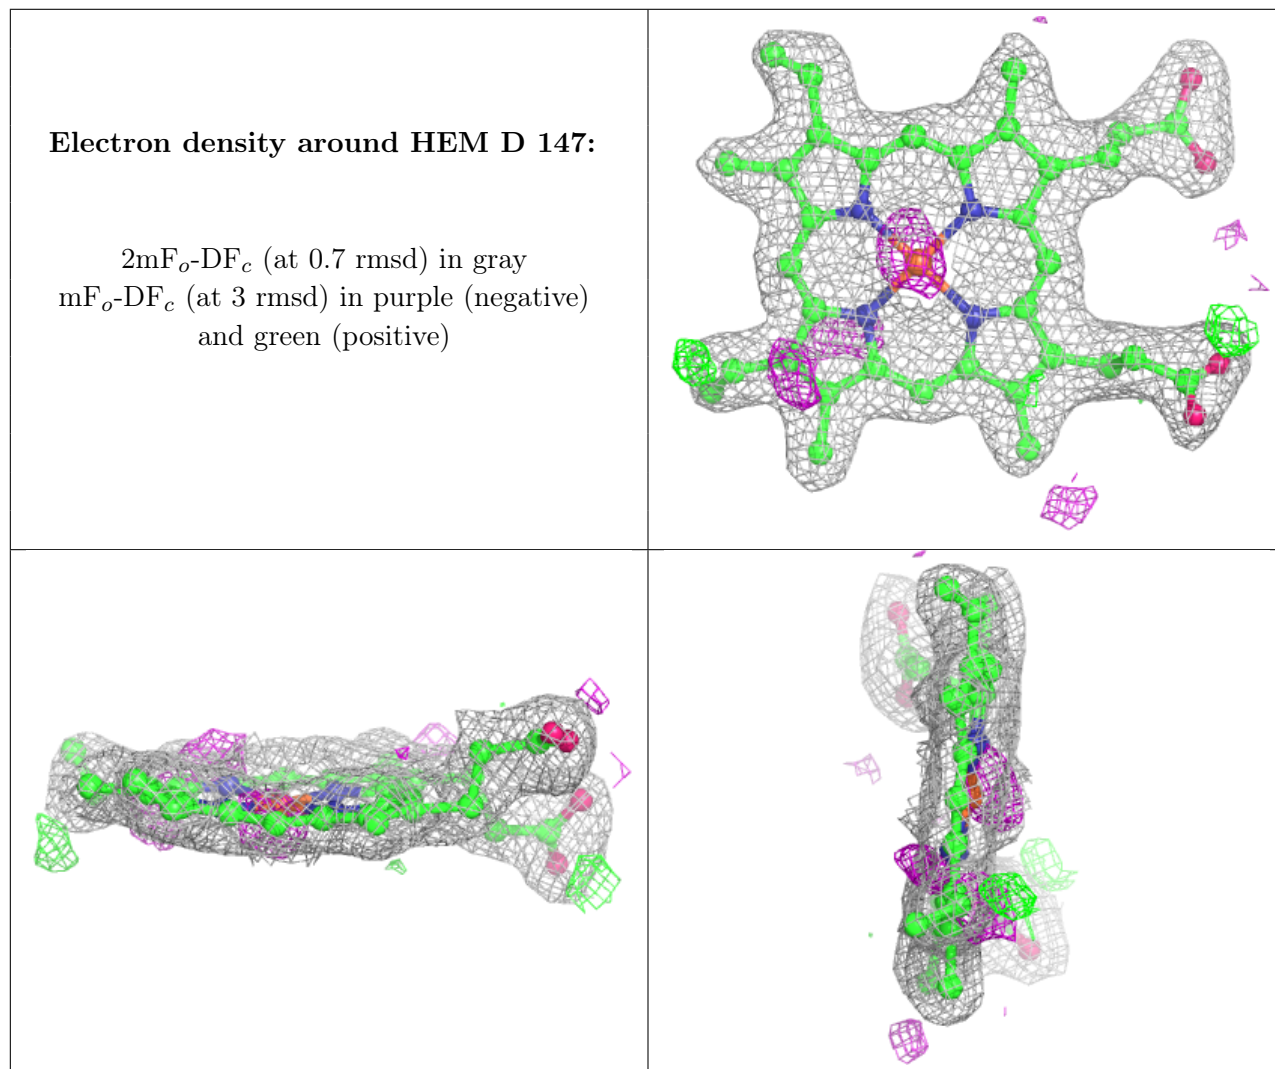 Electron density around HEM D 147:
2mFo-DFc (at 0.7 rmsd) in gray
mFo-DFc (at 3 rmsd) in purple (negative)
and green (positive)